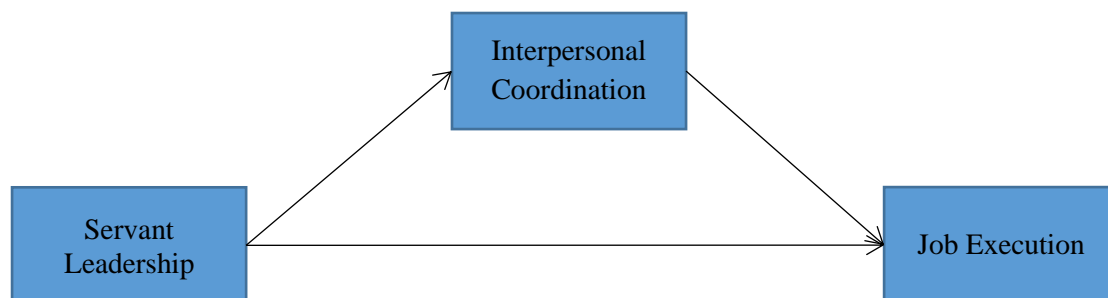 Interpersonal
Coordination
Servant
Leadership
Job Execution